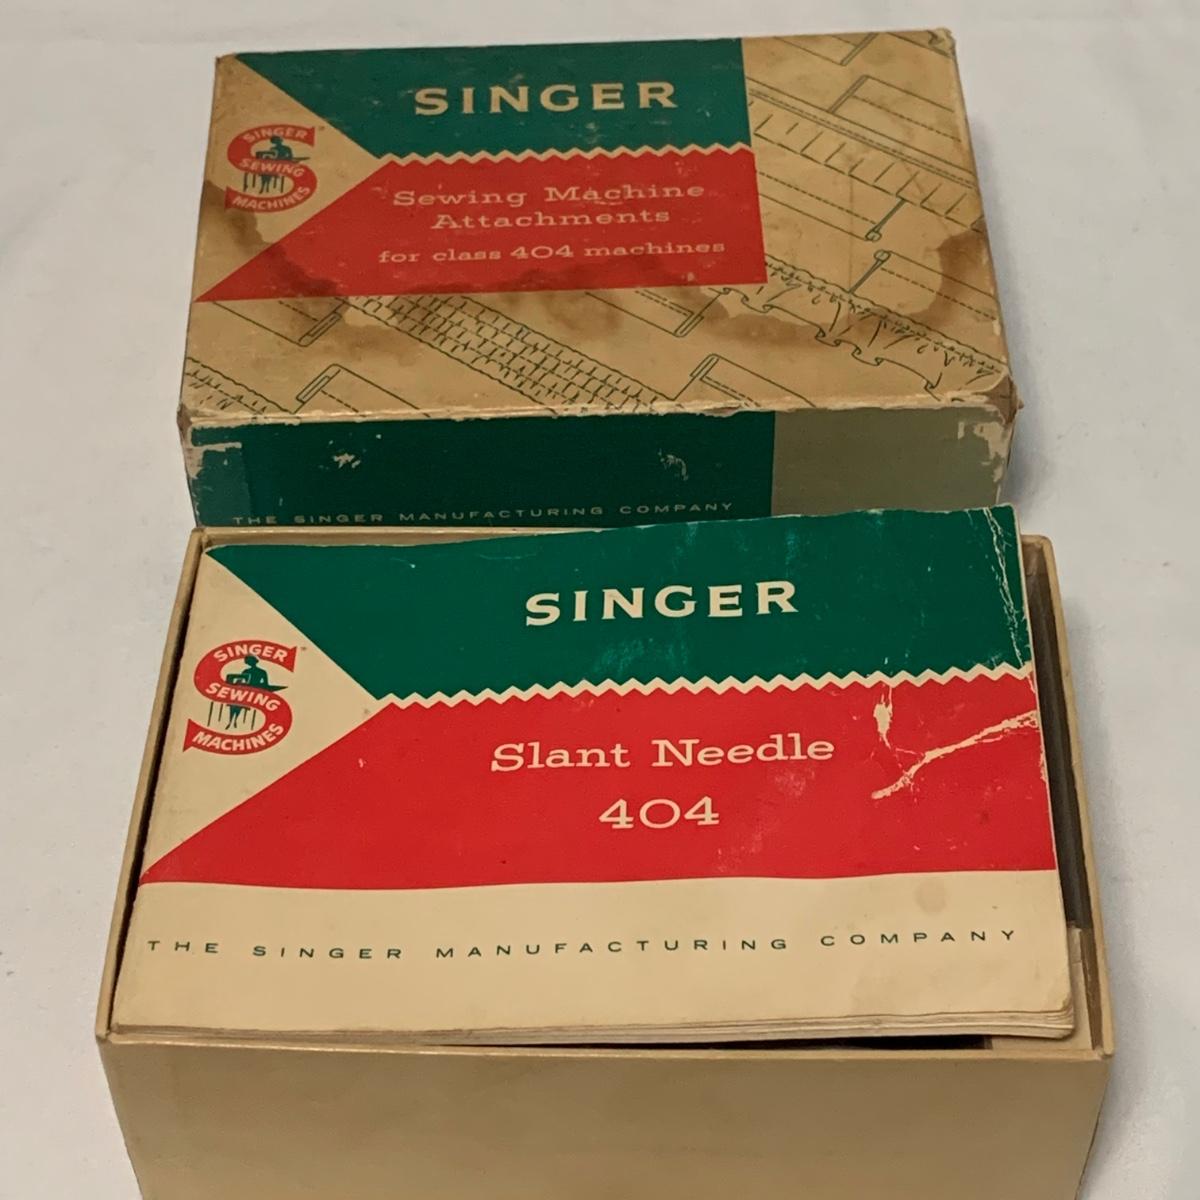 SINGER
SINGER
SEWING
MACHINES
Sewing Machine
Attachments
for class 404 machines
THE SINGER MANUFACTURING COMPANY
SINGER
SINGER
SEWING
MACHINES
Slant Needle
404
THE SINGER MANUFACTURING COMPANY